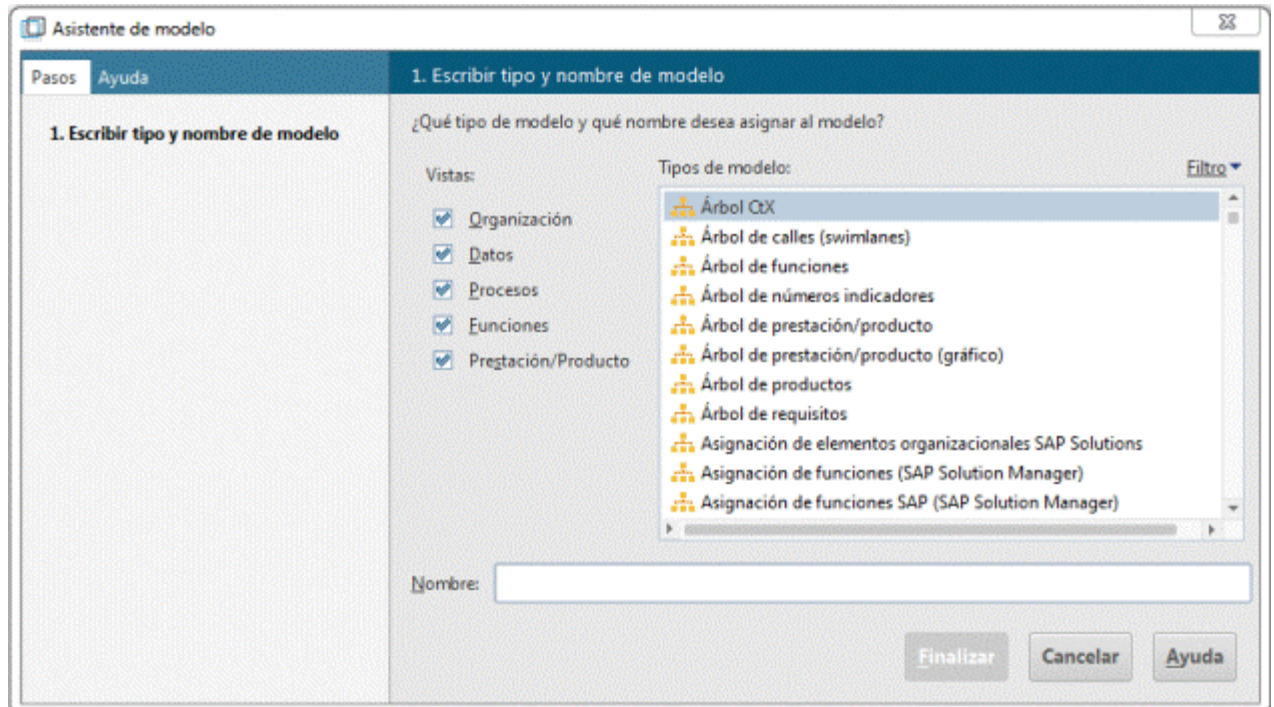 Asistente de modelo
Pasos
Ayuda
1. Escribir tipo y nombre de modelo
1. Escribir tipo y nombre de modelo
¿Qué tipo de modelo y qué nombre desea asignar al modelo?
Vistas:
Organización
Datos
Procesos
Funciones
Prestación/Producto
Tipos de modelo:
Filtro
Árbol CtX
Árbol de calles (swimlanes)
Árbol de funciones
Árbol de números indicadores
Árbol de prestación/producto
Árbol de prestación/producto (gráfico)
Árbol de productos
Árbol de requisitos
Asignación de elementos organizacionales SAP Solutions
Asignación de funciones (SAP Solution Manager)
Asignación de funciones SAP (SAP Solution Manager)
Nombre:
Finalizar
Cancelar
Ayuda